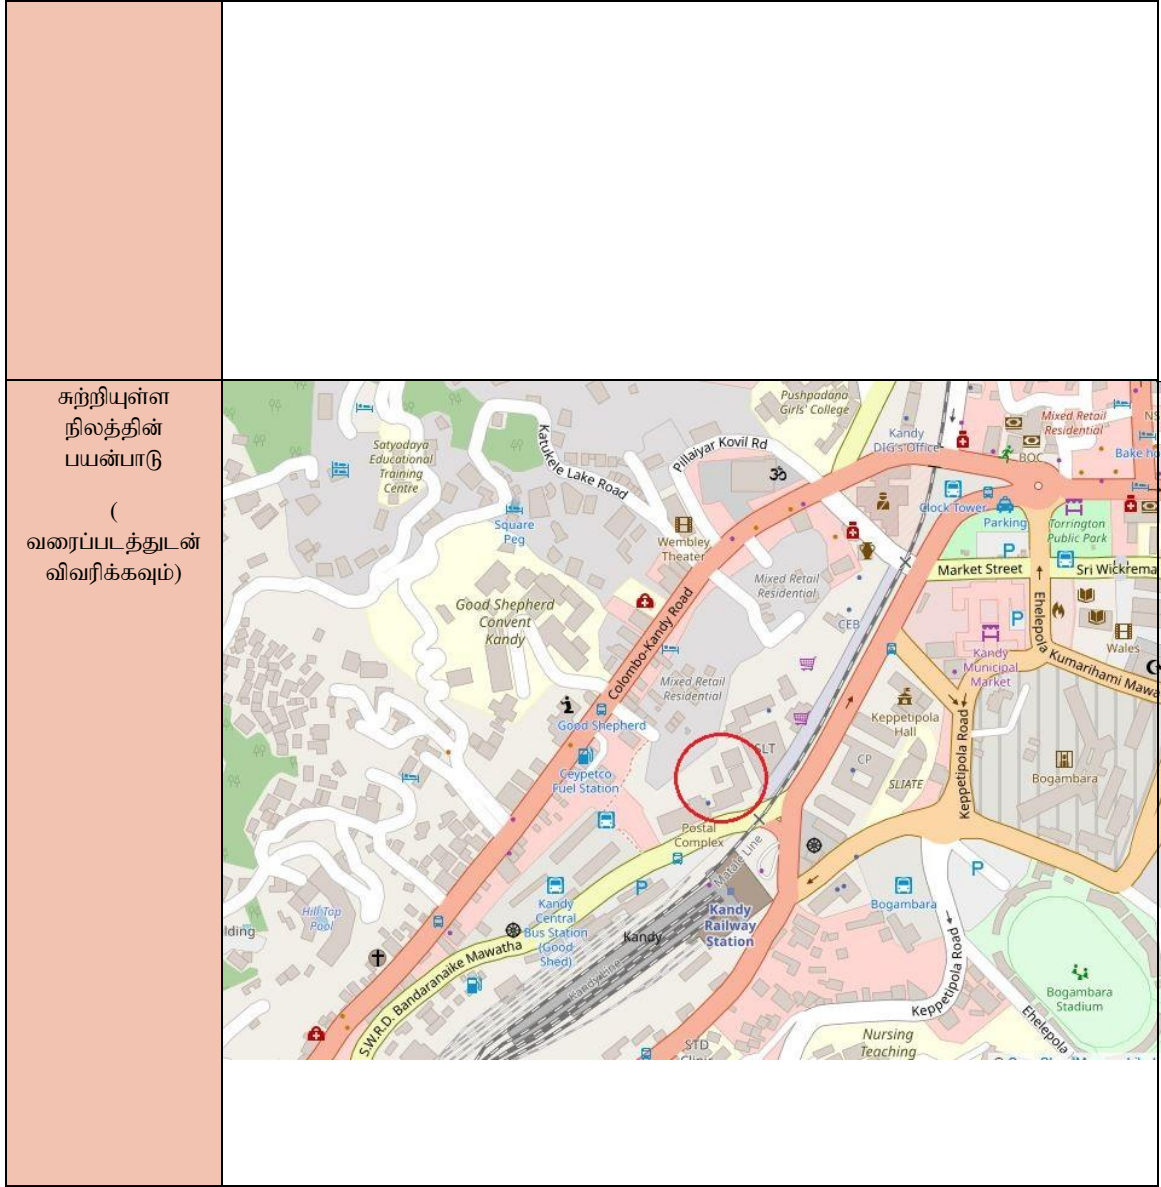 சுற்றியுள்ள
நிலத்தின்
பயன்பாடு
(
வரைப்படத்துடன்
விவரிக்கவும்)
Pushpadana
Girls' College
Kandy
DIG's Office
Mixed Retail
Residential
BOC
Satyodaya
Educational
Training
Centre
Katukele Lake Road
Pillaiyar Kovil Rd
ॐ
Square
Peg
Wembley
Theater
Clock Tower
Parking
Torrington
Public Park
Market Street
Sri Wickrema
Mixed Retail
Residential
Good Shepherd
Convent
Kandy
Colombo-Kandy Road
CEB
Ehelepola Kumarihami Mawa
Wales
Kandy
Municipal
Market
Mixed Retail
Residential
Good Shepherd
Keppetipola
Hall
Keppetipola Road
SLT
CP
SLIATE
Bogambara
Ceypetco
Fuel Station
Postal
Complex
Matale Line
P
P
P
P
Hill Top
Pool
lding
Kandy
Central
Bus Station
(Good
Shed)
Kandy
Kandy
Railway
Station
Bogambara
S.W.R.D. Bandaranaike Mawatha
Kandy Line
Keppetipola Road
Bogambara
Stadium
Ehelepola
STD
Nursing
Teaching